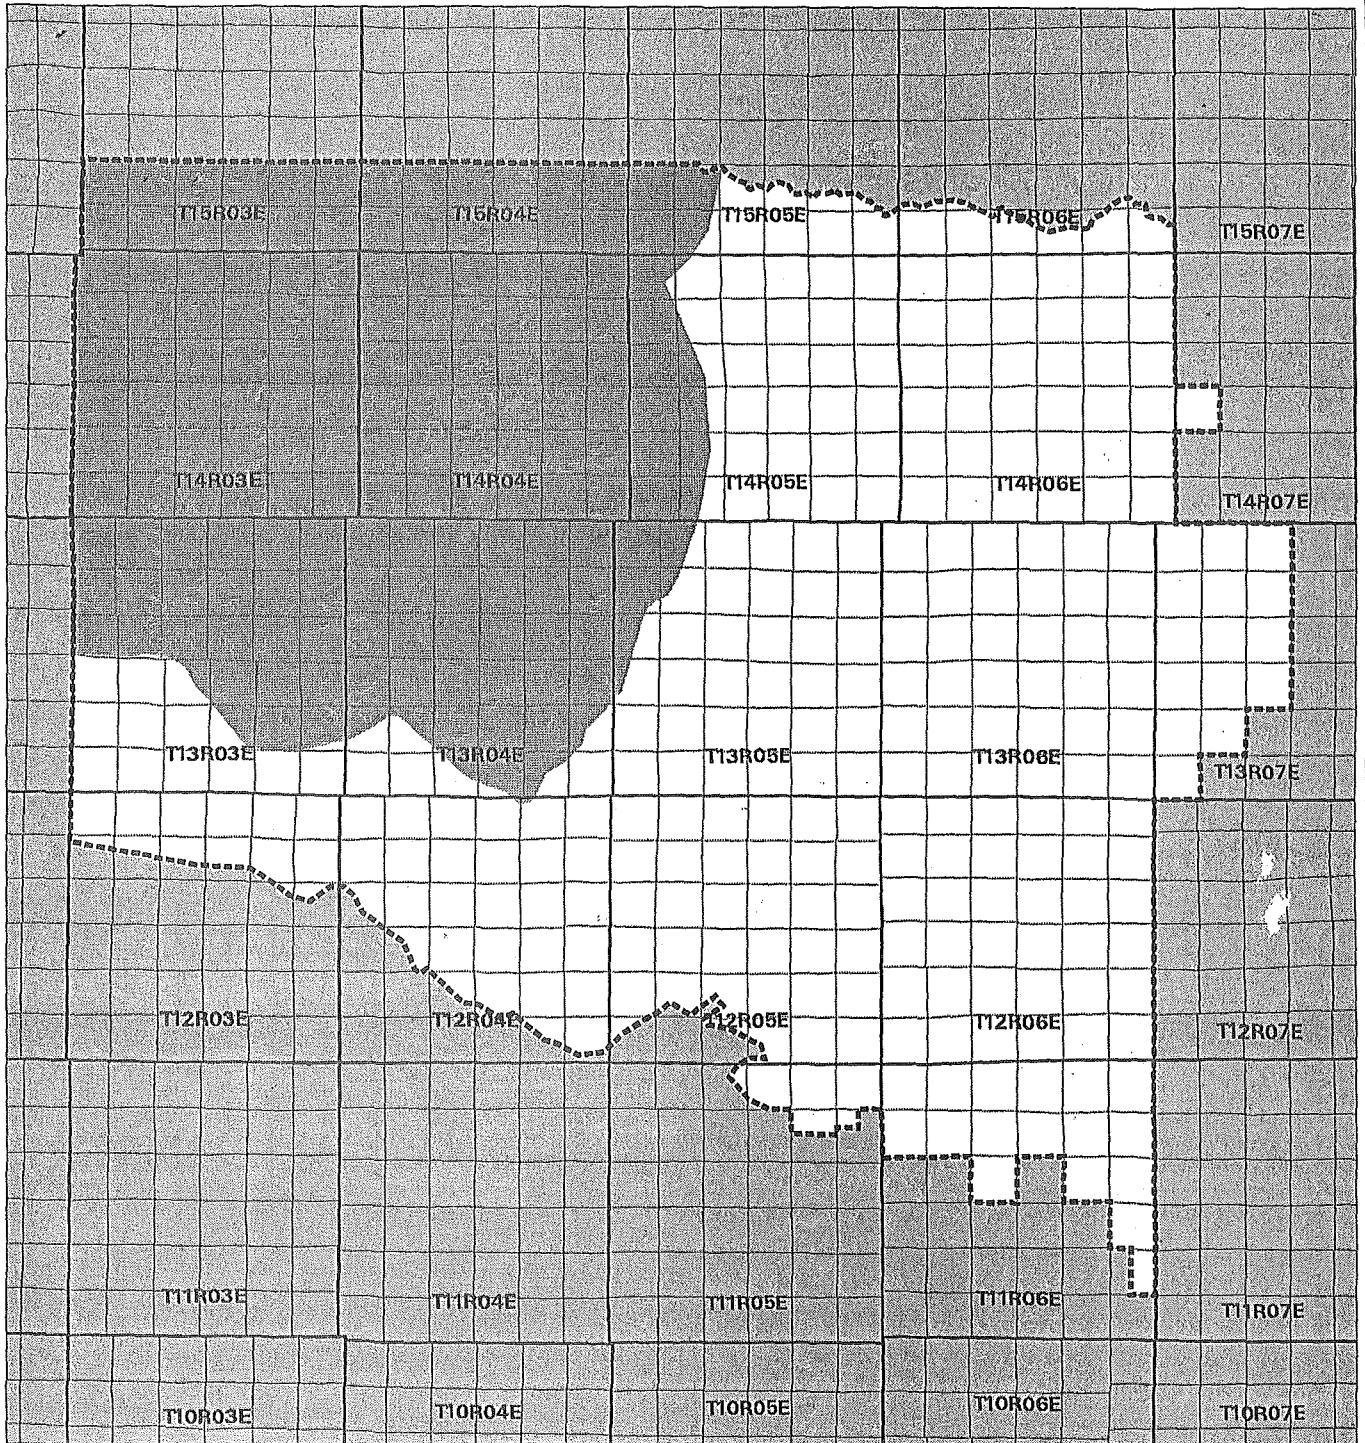 T15R03E T15R04E T15R05E T15R06E T15R07E
T14R03E T14R04E T14R05E T14R06E T14R07E
T13R03E T13R04E T13R05E T13R06E T13R07E
T12R03E T12R04E T12R05E T12R06E T12R07E
T11R03E T11R04E T11R05E T11R06E T11R07E
T10R03E T10R04E T10R05E T10R06E T10R07E